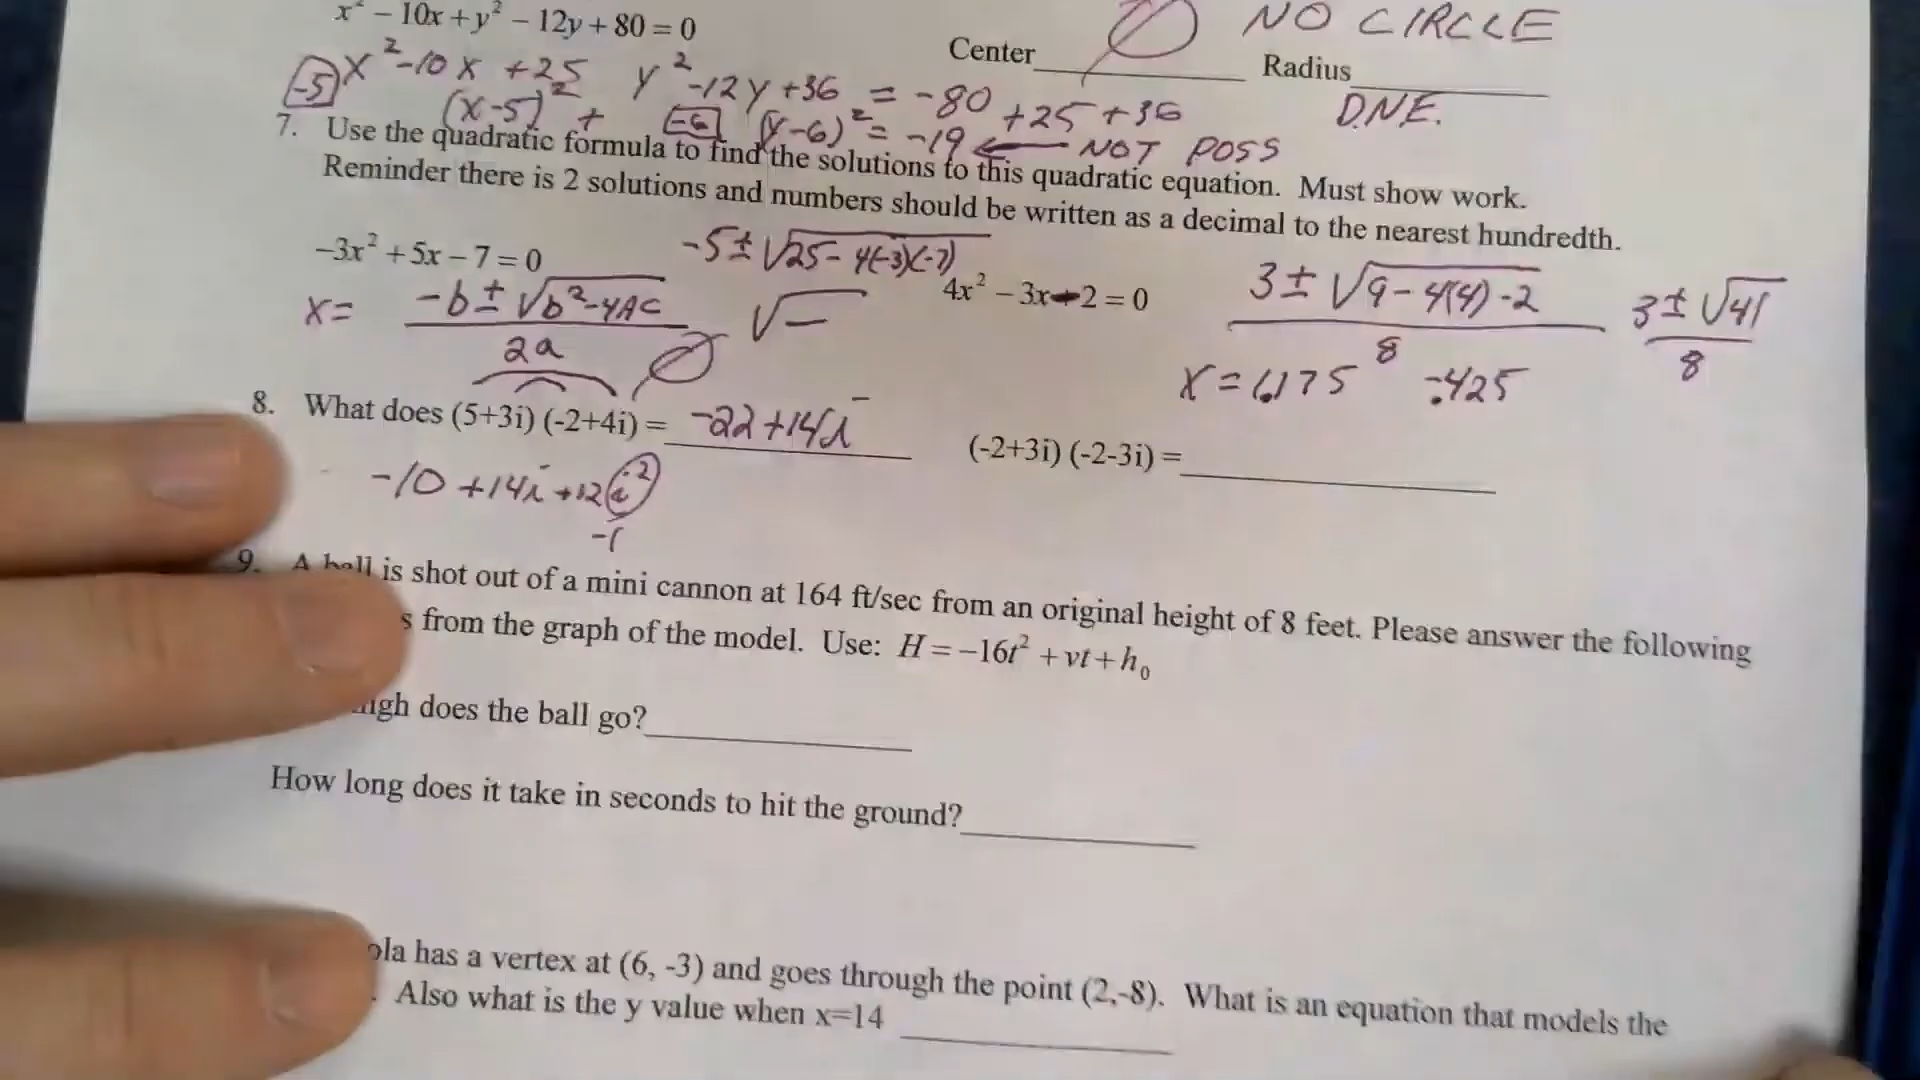 x² − 10x + y² − 12y + 80 = 0
Center ∅ NO CIRCLE Radius
D.N.E.
-5 x² -10x +25 y² -12y +36 = -80 +25 +36
(x-5)² + -6 (y-6)² = -19 ← NOT POSS
7. Use the quadratic formula to find the solutions to this quadratic equation. Must show work.
Reminder there is 2 solutions and numbers should be written as a decimal to the nearest hundredth.
−3x² + 5x − 7 = 0
-5 ± √25 - 4(-3)(-7)
x = -b ± √b² - 4AC / 2a
√− ∅
4x² − 3x − 2 = 0
3 ± √9 - 4(4) -2 / 8
3 ± √41 / 8
X = 1.175 -.425
8. What does (5+3i) (-2+4i) = -22 + 14i
(-2+3i) (-2-3i) =
-10 + 14i + 12i²
-1
9. A ball is shot out of a mini cannon at 164 ft/sec from an original height of 8 feet. Please answer the following
s from the graph of the model. Use: H = −16t² + vt + h₀
igh does the ball go?
How long does it take in seconds to hit the ground?
ola has a vertex at (6, -3) and goes through the point (2,-8). What is an equation that models the
. Also what is the y value when x=14